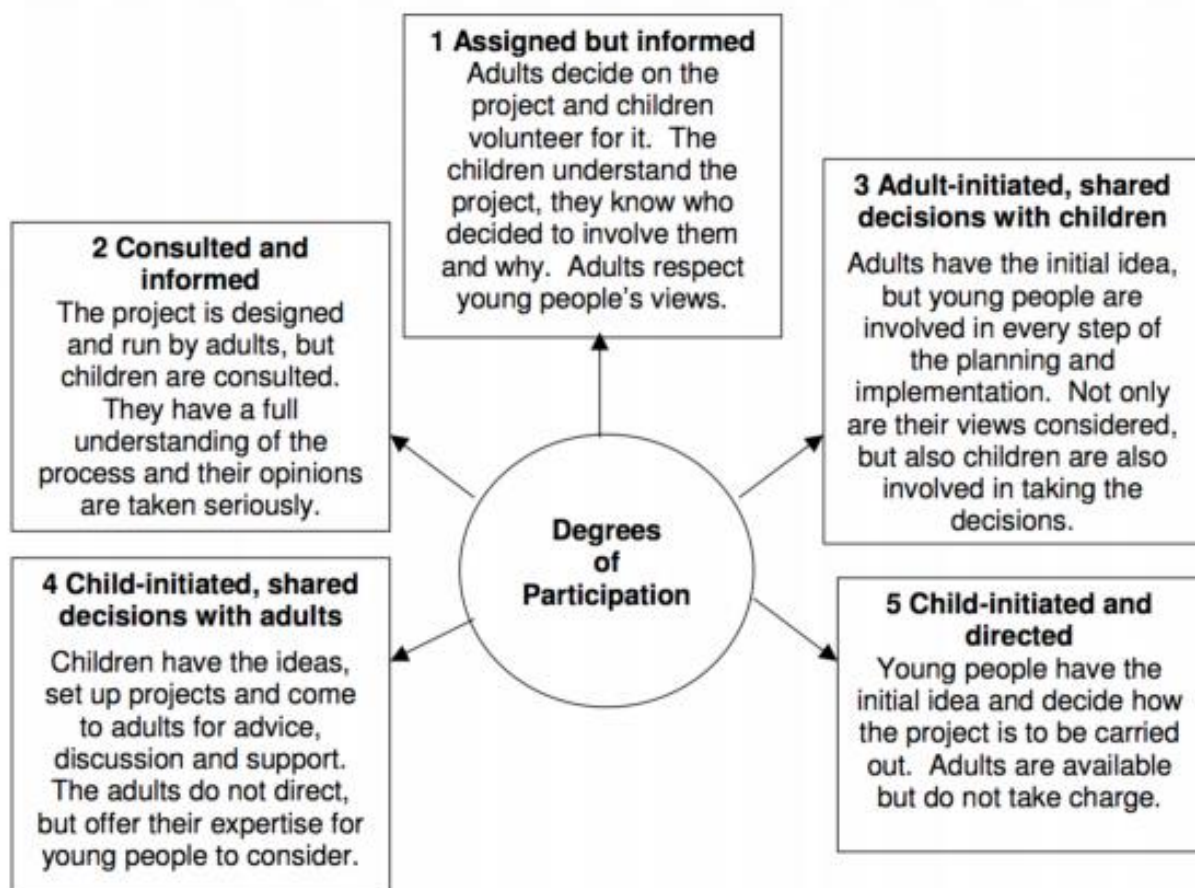 1 Assigned but informed
Adults decide on the
project and children
volunteer for it. The
children understand the
project, they know who
decided to involve them
and why. Adults respect
young people's views.
2 Consulted and
informed
The project is designed
and run by adults, but
children are consulted.
They have a full
understanding of the
process and their opinions
are taken seriously.
3 Adult-initiated, shared
decisions with children
Adults have the initial idea,
but young people are
involved in every step of
the planning and
implementation. Not only
are their views considered,
but also children are also
involved in taking the
decisions.
Degrees
of
Participation
4 Child-initiated, shared
decisions with adults
Children have the ideas,
set up projects and come
to adults for advice,
discussion and support.
The adults do not direct,
but offer their expertise for
young people to consider.
5 Child-initiated and
directed
Young people have the
initial idea and decide how
the project is to be carried
out. Adults are available
but do not take charge.